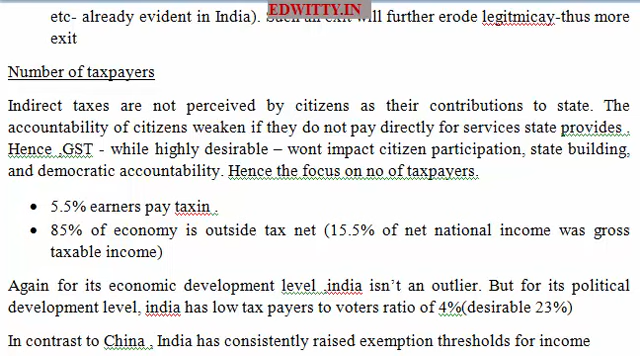 EDWITTY.IN
etc- already evident in India). Such an exit will further erode legitmicay-thus more
exit
Number of taxpayers
Indirect taxes are not perceived by citizens as their contributions to state. The
accountability of citizens weaken if they do not pay directly for services state provides .
Hence ,GST - while highly desirable – wont impact citizen participation, state building,
and democratic accountability. Hence the focus on no of taxpayers.
• 5.5% earners pay taxin .
• 85% of economy is outside tax net (15.5% of net national income was gross
taxable income)
Again for its economic development level ,india isn’t an outlier. But for its political
development level, india has low tax payers to voters ratio of 4%(desirable 23%)
In contrast to China , India has consistently raised exemption thresholds for income